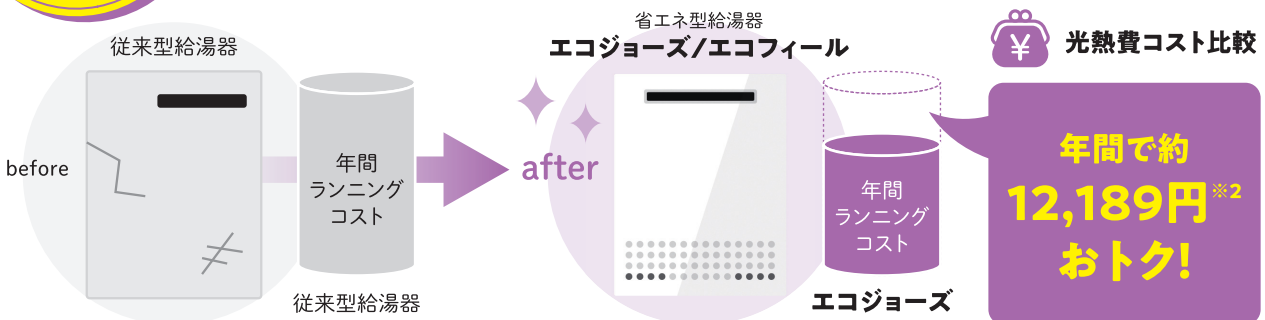 従来型給湯器
before
年間
ランニング
コスト
従来型給湯器
省エネ型給湯器
エコジョーズ/エコフィール
after
年間
ランニング
コスト
エコジョーズ
¥
光熱費コスト比較
年間で約
12,189円※2
おトク!